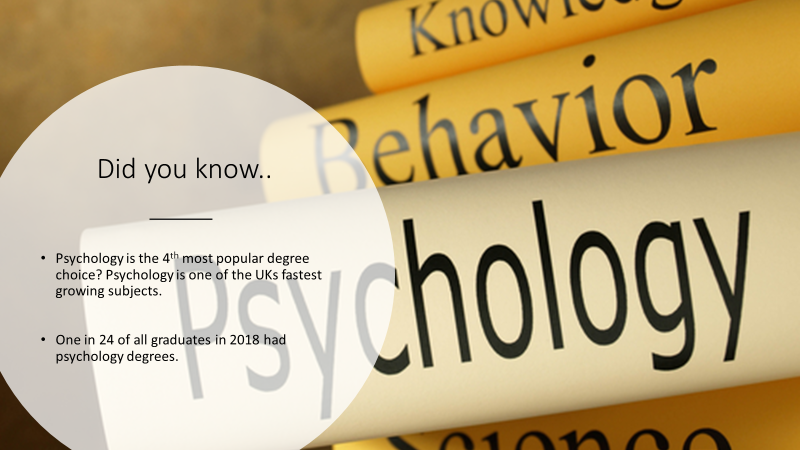 Knowledg
Behavior
Did you know..
Psychology
• Psychology is the 4th most popular degree
choice? Psychology is one of the UKs fastest
growing subjects.
• One in 24 of all graduates in 2018 had
psychology degrees.
Science